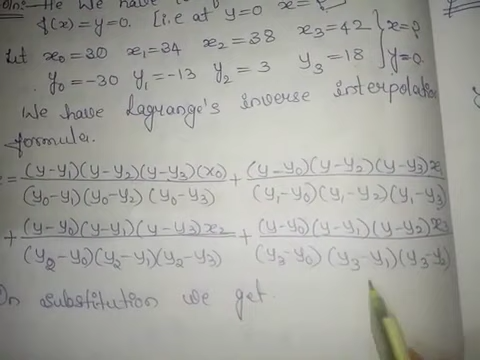 He we have
f(x)=y=0. [i.e at y=0 x=?
Let x₀=30 x₁=34 x₂=38 x₃=42 } x=?
y₀=-30 y₁=-13 y₂=3 y₃=18 } y=0.
We have Lagrange's inverse interpolation
formula.
= (y-y₁)(y-y₂)(y-y₃)(x₀) / (y₀-y₁)(y₀-y₂)(y₀-y₃) + (y-y₀)(y-y₂)(y-y₃)x₁ / (y₁-y₀)(y₁-y₂)(y₁-y₃)
+ (y-y₀)(y-y₁)(y-y₃)x₂ / (y₂-y₀)(y₂-y₁)(y₂-y₃) + (y-y₀)(y-y₁)(y-y₂)x₃ / (y₃-y₀)(y₃-y₁)(y₃-y₂)
On substitution we get.